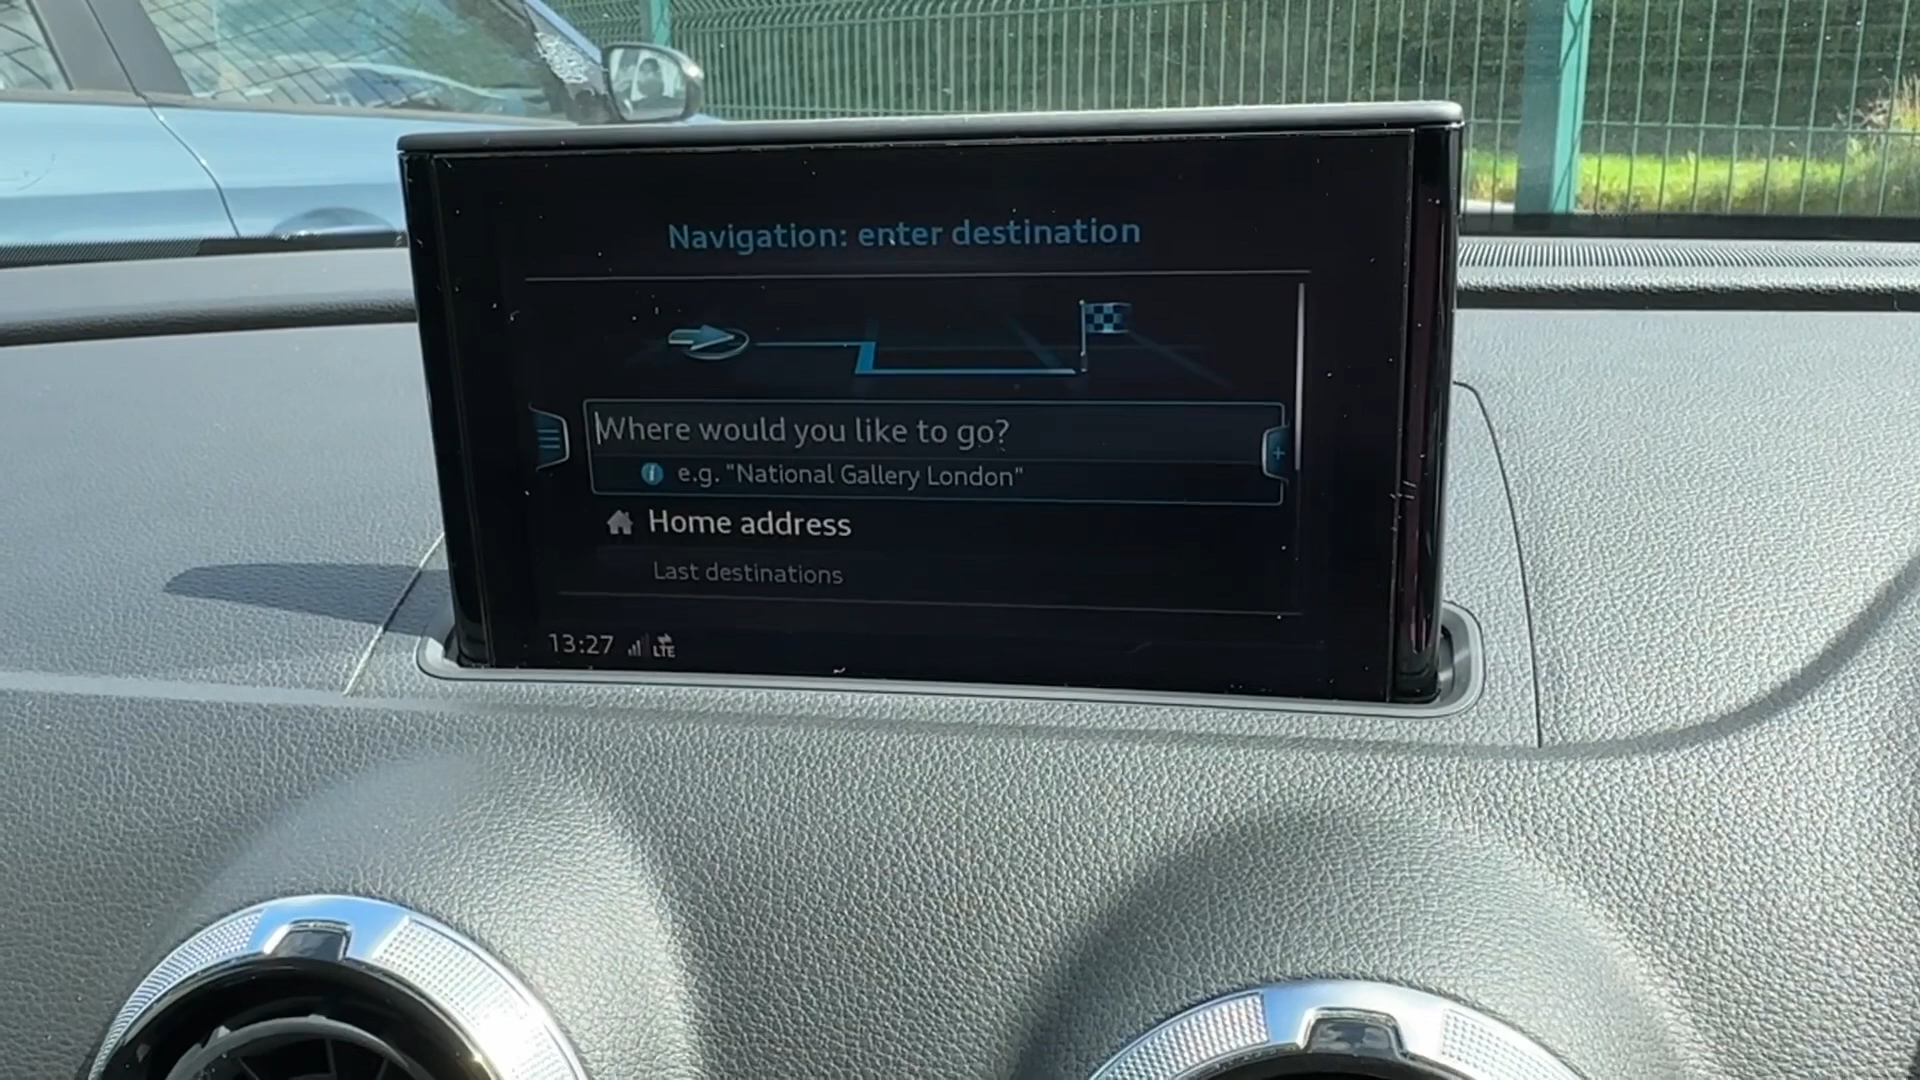 Navigation: enter destination
Where would you like to go?
e.g. "National Gallery London"
Home address
Last destinations
13:27 LTE